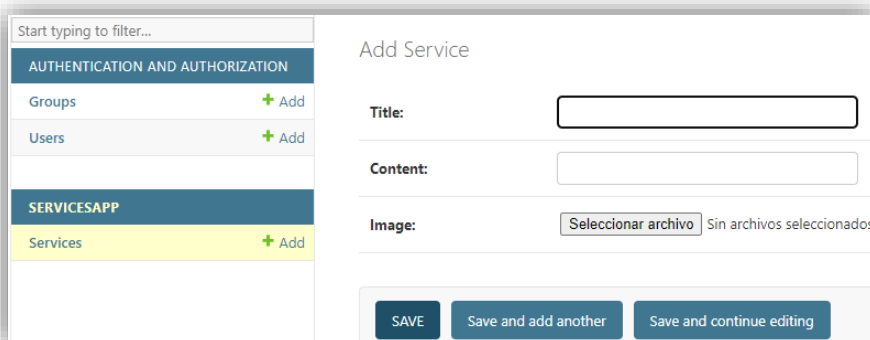 Start typing to filter...
AUTHENTICATION AND AUTHORIZATION
Groups + Add
Users + Add
SERVICESAPP
Services + Add
Add Service
Title:
Content:
Image: Seleccionar archivo Sin archivos seleccionados
SAVE Save and add another Save and continue editing